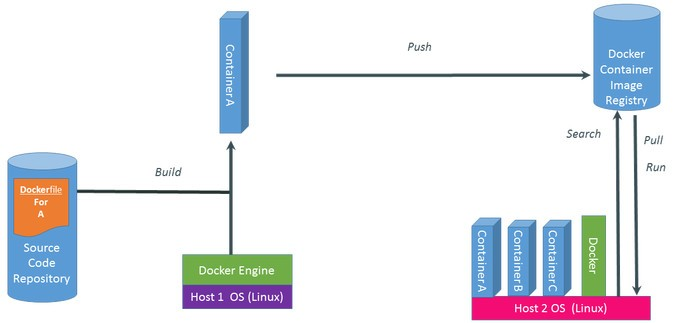 Container A
Push
Docker
Container
Image
Registry
Search
Pull
Run
Build
Dockerfile
For
A
Source
Code
Repository
Docker Engine
Host 1 OS (Linux)
Container A
Container B
Container C
Docker
Host 2 OS (Linux)